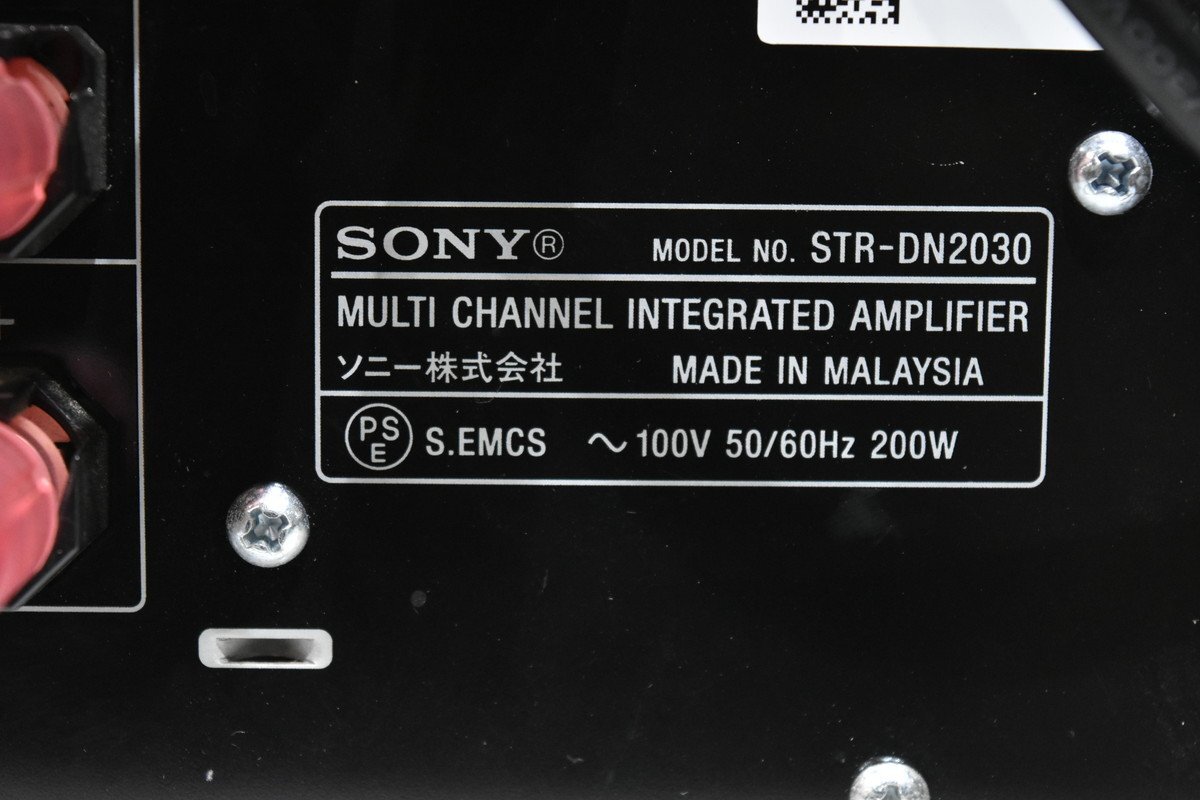 SONY® MODEL NO. STR-DN2030
MULTI CHANNEL INTEGRATED AMPLIFIER
ソニー株式会社 MADE IN MALAYSIA
PSE S.EMCS ～100V 50/60Hz 200W